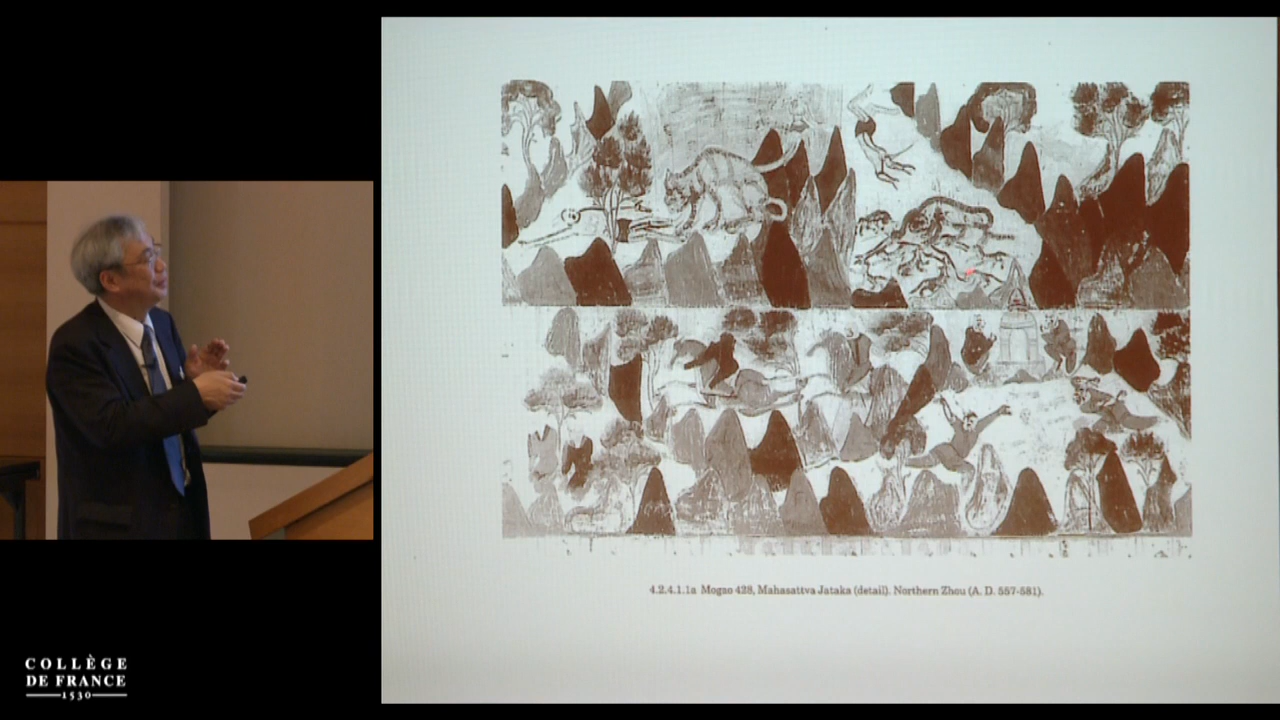 COLLÈGE
DE FRANCE
1530
4.2.4.1.1a Mogao 428, Mahasattva Jataka (detail). Northern Zhou (A. D. 557-581).